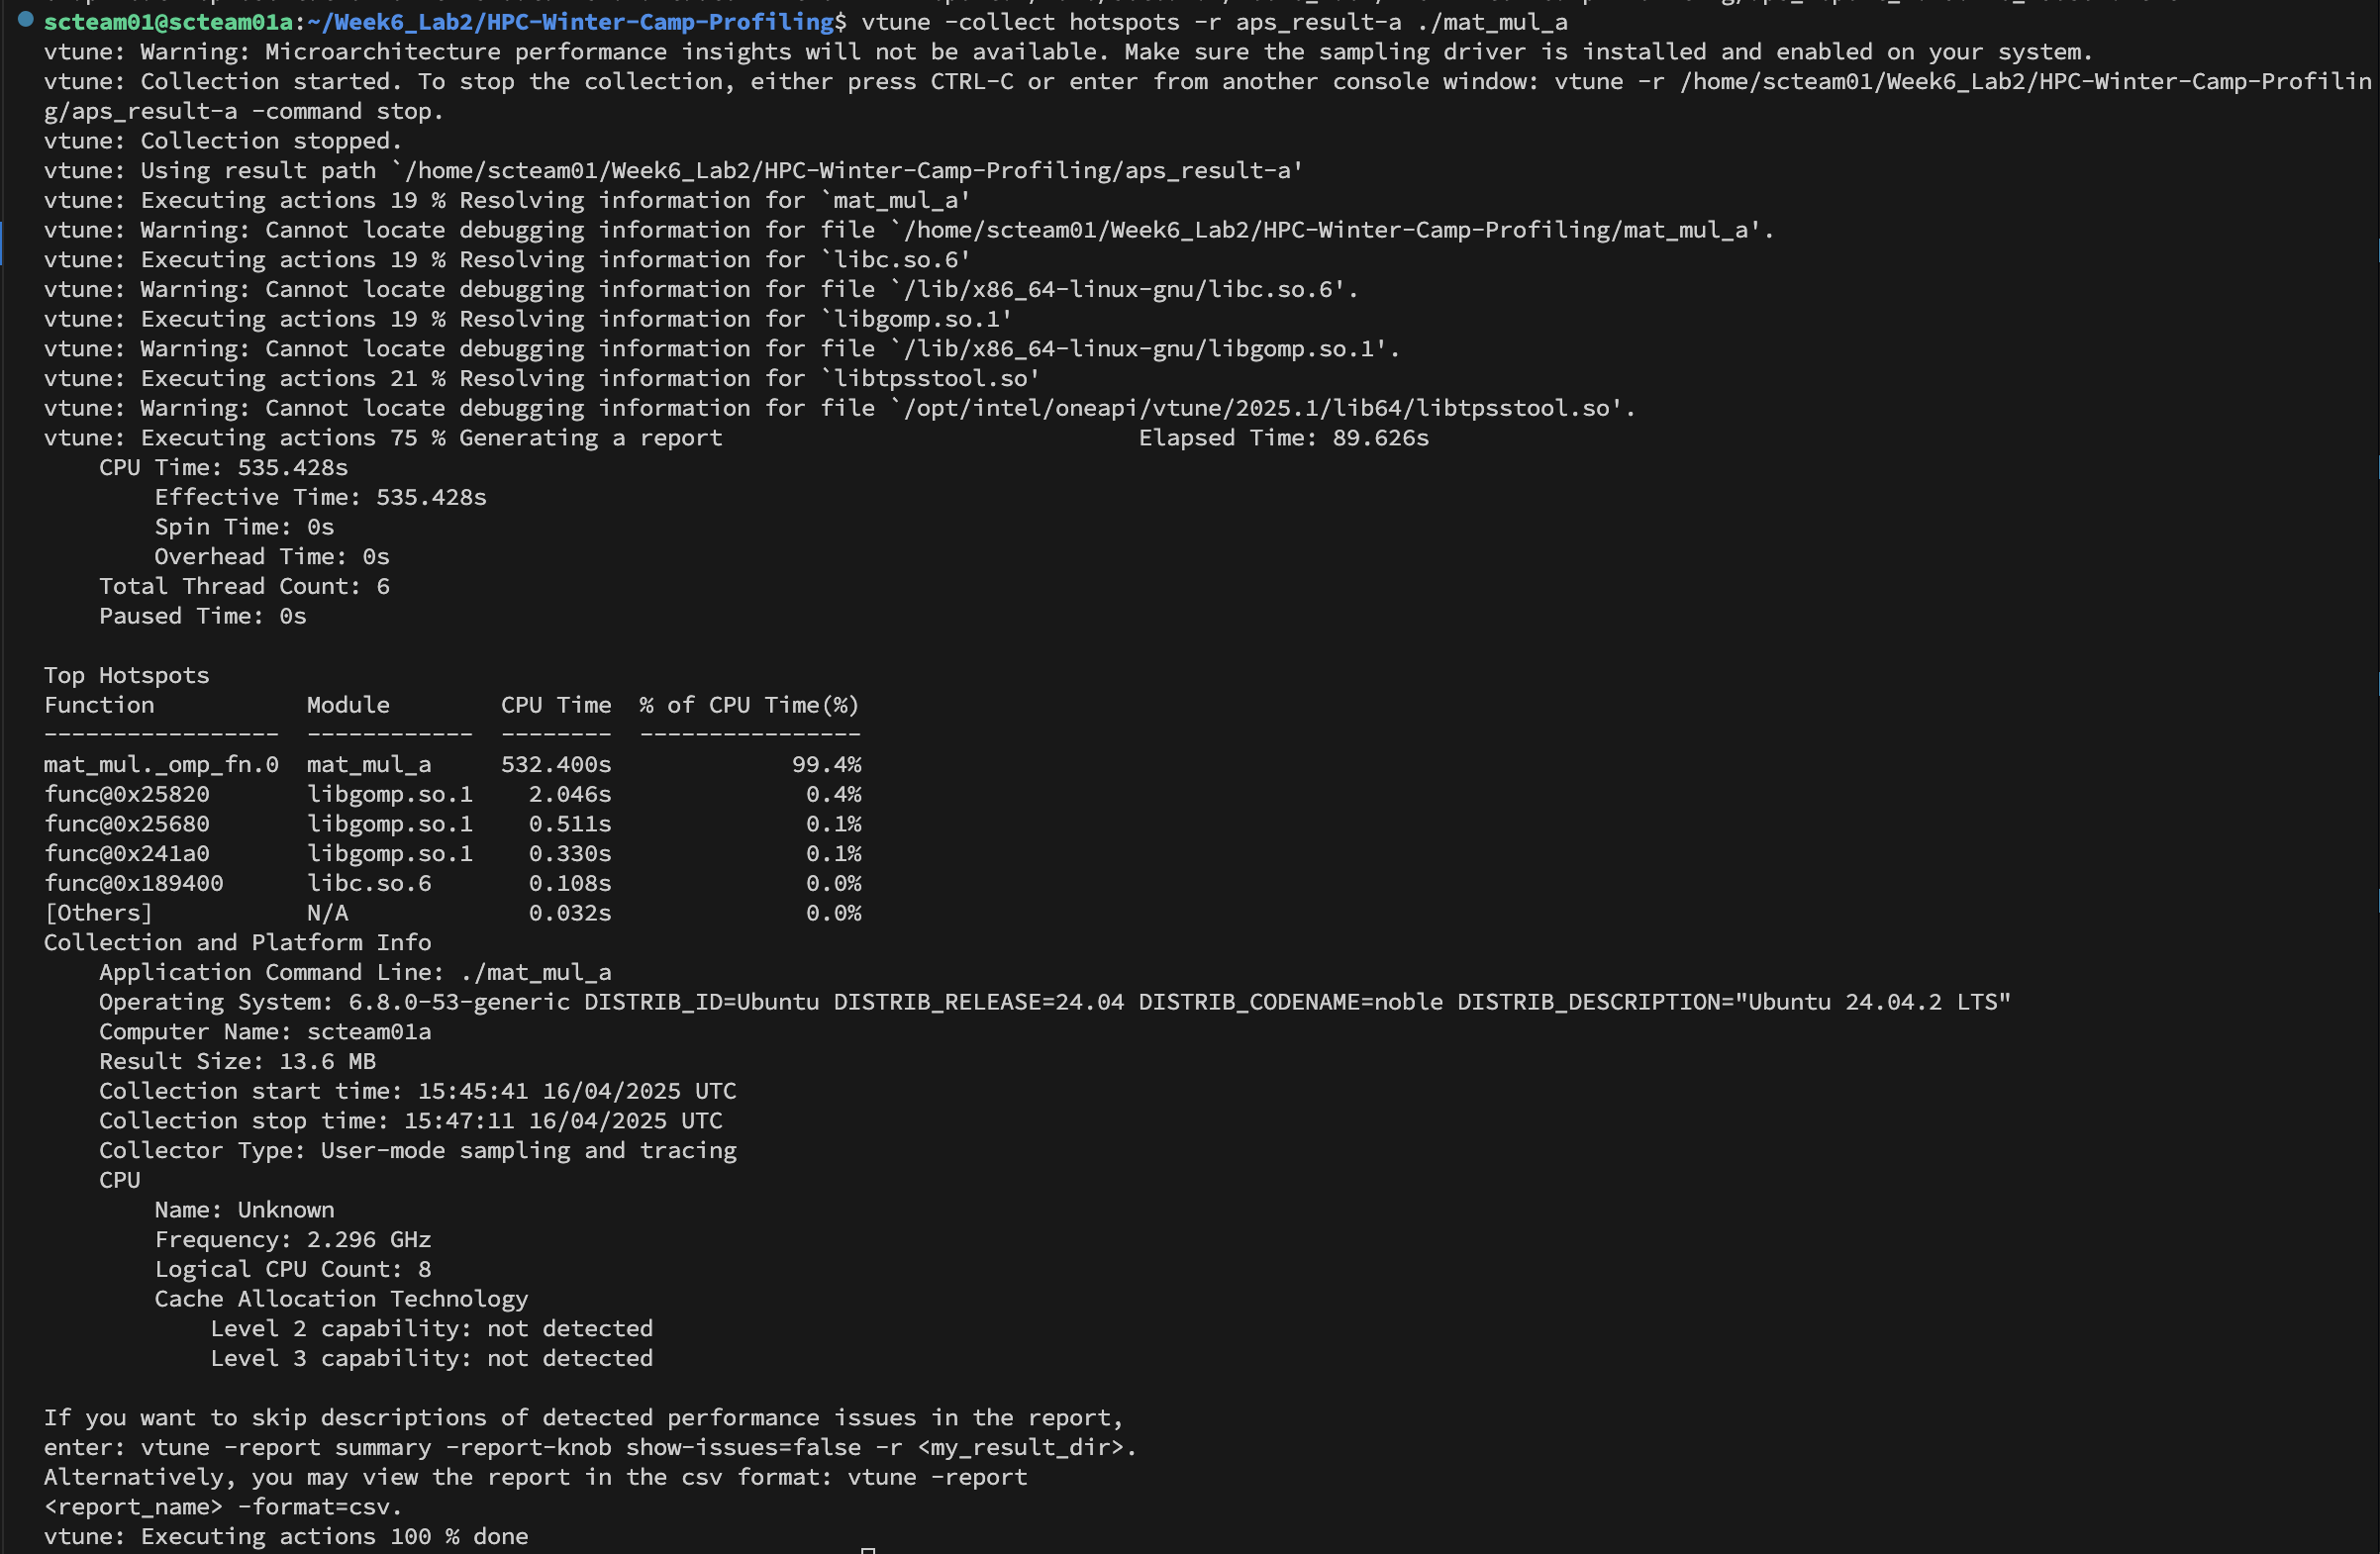 scteam01@scteam01a:~/Week6_Lab2/HPC-Winter-Camp-Profiling$ vtune -collect hotspots -r aps_result-a ./mat_mul_a
vtune: Warning: Microarchitecture performance insights will not be available. Make sure the sampling driver is installed and enabled on your system.
vtune: Collection started. To stop the collection, either press CTRL-C or enter from another console window: vtune -r /home/scteam01/Week6_Lab2/HPC-Winter-Camp-Profilin
g/aps_result-a -command stop.
vtune: Collection stopped.
vtune: Using result path `/home/scteam01/Week6_Lab2/HPC-Winter-Camp-Profiling/aps_result-a'
vtune: Executing actions 19 % Resolving information for `mat_mul_a'
vtune: Warning: Cannot locate debugging information for file `/home/scteam01/Week6_Lab2/HPC-Winter-Camp-Profiling/mat_mul_a'.
vtune: Executing actions 19 % Resolving information for `libc.so.6'
vtune: Warning: Cannot locate debugging information for file `/lib/x86_64-linux-gnu/libc.so.6'.
vtune: Executing actions 19 % Resolving information for `libgomp.so.1'
vtune: Warning: Cannot locate debugging information for file `/lib/x86_64-linux-gnu/libgomp.so.1'.
vtune: Executing actions 21 % Resolving information for `libtpsstool.so'
vtune: Warning: Cannot locate debugging information for file `/opt/intel/oneapi/vtune/2025.1/lib64/libtpsstool.so'.
vtune: Executing actions 75 % Generating a report                              Elapsed Time: 89.626s
    CPU Time: 535.428s
        Effective Time: 535.428s
        Spin Time: 0s
        Overhead Time: 0s
    Total Thread Count: 6
    Paused Time: 0s
Top Hotspots
Function           Module        CPU Time  % of CPU Time(%)
-----------------  ------------  --------  ----------------
mat_mul._omp_fn.0  mat_mul_a     532.400s             99.4%
func@0x25820       libgomp.so.1    2.046s              0.4%
func@0x25680       libgomp.so.1    0.511s              0.1%
func@0x241a0       libgomp.so.1    0.330s              0.1%
func@0x189400      libc.so.6       0.108s              0.0%
[Others]           N/A             0.032s              0.0%
Collection and Platform Info
    Application Command Line: ./mat_mul_a
    Operating System: 6.8.0-53-generic DISTRIB_ID=Ubuntu DISTRIB_RELEASE=24.04 DISTRIB_CODENAME=noble DISTRIB_DESCRIPTION="Ubuntu 24.04.2 LTS"
    Computer Name: scteam01a
    Result Size: 13.6 MB
    Collection start time: 15:45:41 16/04/2025 UTC
    Collection stop time: 15:47:11 16/04/2025 UTC
    Collector Type: User-mode sampling and tracing
    CPU
        Name: Unknown
        Frequency: 2.296 GHz
        Logical CPU Count: 8
        Cache Allocation Technology
            Level 2 capability: not detected
            Level 3 capability: not detected
If you want to skip descriptions of detected performance issues in the report,
enter: vtune -report summary -report-knob show-issues=false -r <my_result_dir>.
Alternatively, you may view the report in the csv format: vtune -report
<report_name> -format=csv.
vtune: Executing actions 100 % done